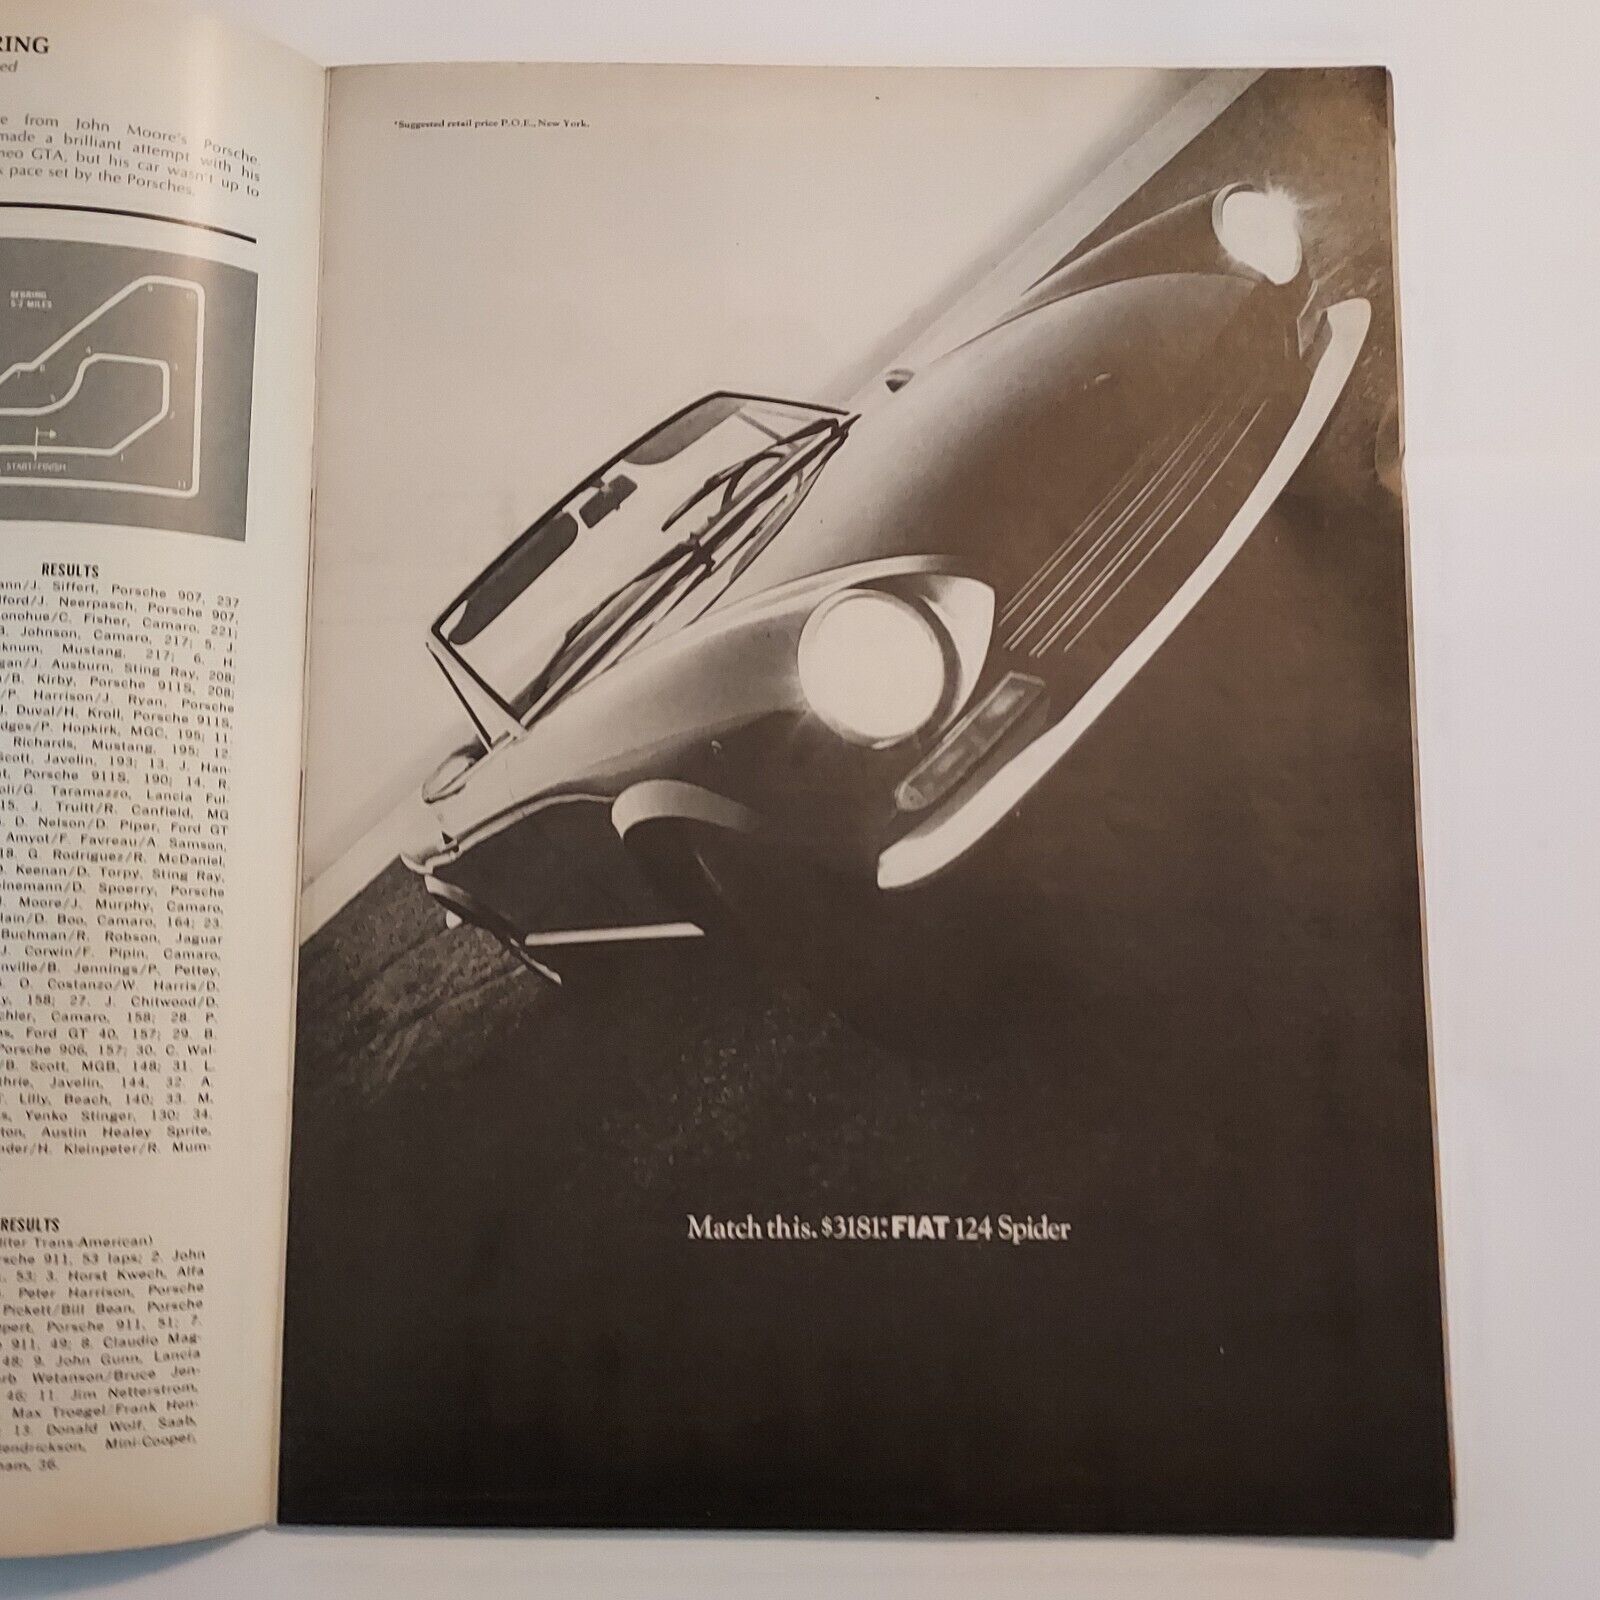 RING
ed
e from John Moore's Porsche.
made a brilliant attempt with his
meo GTA, but his car wasn't up to
k pace set by the Porsches.
SEBRING
5.2 MILES
START/FINISH
RESULTS
ann/J. Siffert, Porsche 907, 237
lford/J. Neerpasch, Porsche 907,
onohue/C. Fisher, Camaro, 221;
B. Johnson, Camaro, 217; 5. J.
cknum, Mustang, 217; 6. H.
gan/J. Ausburn, Sting Ray, 208;
/B. Kirby, Porsche 911S, 208;
/P. Harrison/J. Ryan, Porsche
J. Duval/H. Kroll, Porsche 911S,
dges/P. Hopkirk, MGC, 195; 11.
Richards, Mustang, 195; 12.
Scott, Javelin, 193; 13. J. Han-
t, Porsche 911S, 190; 14. R.
oli/G. Taramazzo, Lancia Ful-
15. J. Truitt/R. Canfield, MG
. D. Nelson/D. Piper, Ford GT
Amyot/F. Favreau/A. Samson,
18. G. Rodriguez/R. McDaniel,
. Keenan/D. Torpy, Sting Ray,
einemann/D. Spoerry, Porsche
. Moore/J. Murphy, Camaro,
lain/D. Boo, Camaro, 164; 23.
Buchman/R. Robson, Jaguar
J. Corwin/F. Pipin, Camaro,
nville/B. Jennings/P. Pettey,
. O. Costanzo/W. Harris/D.
y, 158; 27. J. Chitwood/D.
chler, Camaro, 158; 28. P.
s, Ford GT 40, 157; 29. B.
Porsche 906, 157; 30. C. Wal-
/B. Scott, MGB, 148; 31. L.
thrie, Javelin, 144, 32. A.
T. Lilly, Beach, 140; 33. M.
s, Yenko Stinger, 130; 34.
ton, Austin Healey Sprite,
nder/H. Kleinpeter/R. Mum-
RESULTS
liter Trans-American)
rsche 911, 53 laps; 2. John
, 53; 3. Horst Kwech, Alfa
. Peter Harrison, Porsche
Pickett/Bill Bean, Porsche
ppert, Porsche 911, 51; 7.
911, 49; 8. Claudio Mag-
48; 9. John Gunn, Lancia
rb Wetanson/Bruce Jen-
46; 11. Jim Netterstrom,
Max Troegel/Frank Hen-
13. Donald Wolf, Saab,
endrickson, Mini-Cooper,
ham, 36.
*Suggested retail price P.O.E., New York.
Match this. $3181.* FIAT 124 Spider